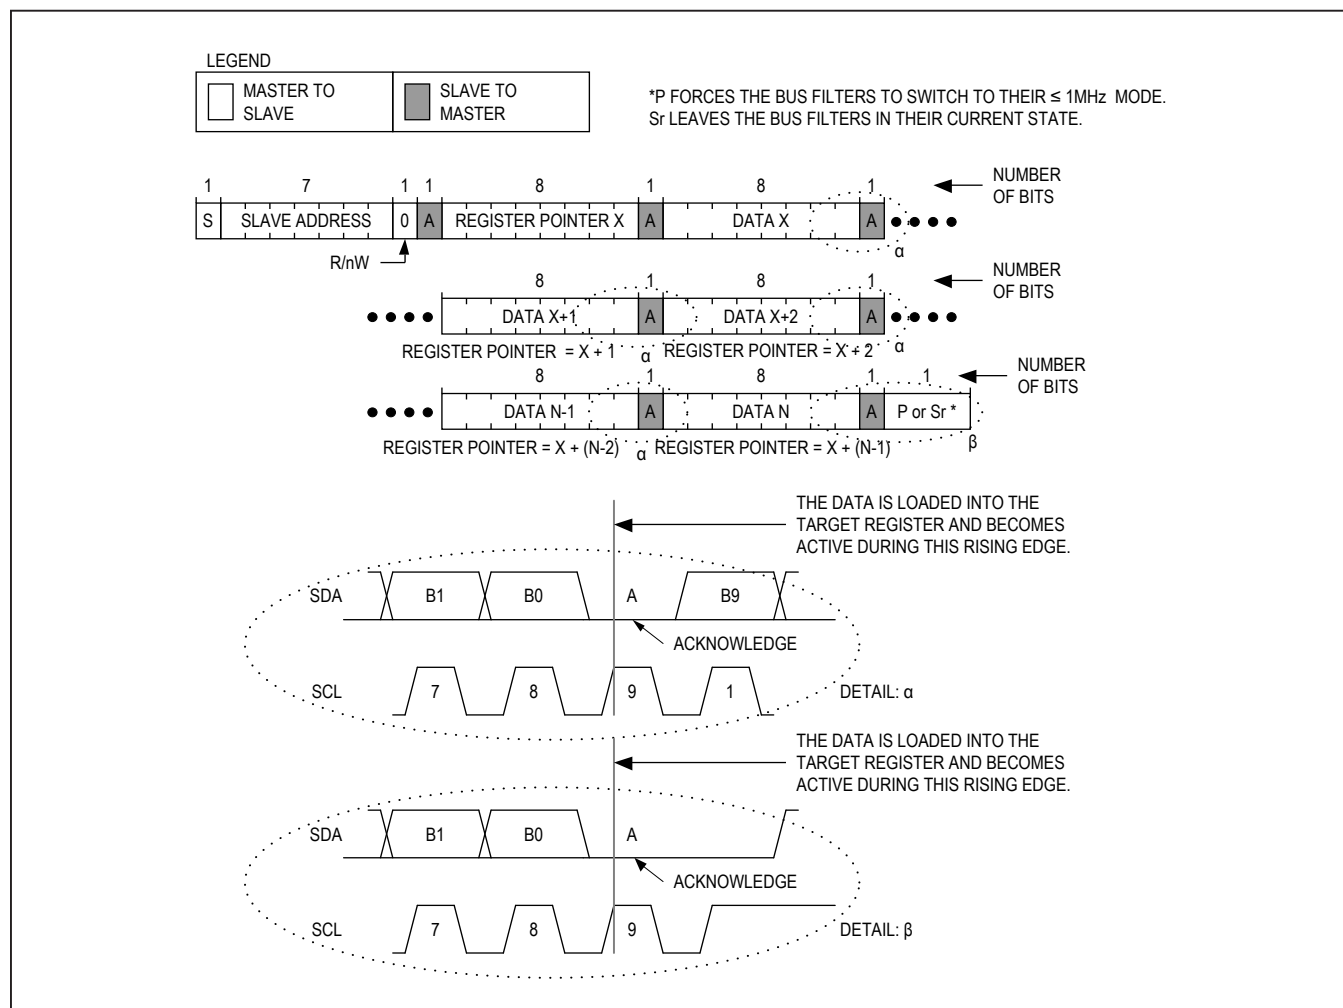 LEGEND
MASTER TO
SLAVE
SLAVE TO
MASTER
*P FORCES THE BUS FILTERS TO SWITCH TO THEIR ≤ 1MHz MODE.
Sr LEAVES THE BUS FILTERS IN THEIR CURRENT STATE.
1 7 1 1 8 1 8 1 NUMBER
OF BITS
S SLAVE ADDRESS 0 A REGISTER POINTER X A DATA X A
α
R/nW
8 1 8 1 NUMBER
OF BITS
DATA X+1 A DATA X+2 A
REGISTER POINTER = X + 1 α REGISTER POINTER = X + 2 α
8 1 8 1 1 NUMBER
OF BITS
DATA N-1 A DATA N A P or Sr *
REGISTER POINTER = X + (N-2) α REGISTER POINTER = X + (N-1) β
THE DATA IS LOADED INTO THE
TARGET REGISTER AND BECOMES
ACTIVE DURING THIS RISING EDGE.
SDA B1 B0 A B9
ACKNOWLEDGE
SCL 7 8 9 1 DETAIL: α
THE DATA IS LOADED INTO THE
TARGET REGISTER AND BECOMES
ACTIVE DURING THIS RISING EDGE.
SDA B1 B0 A
ACKNOWLEDGE
SCL 7 8 9 DETAIL: β